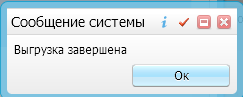 Сообщение системы
Выгрузка завершена
Ок